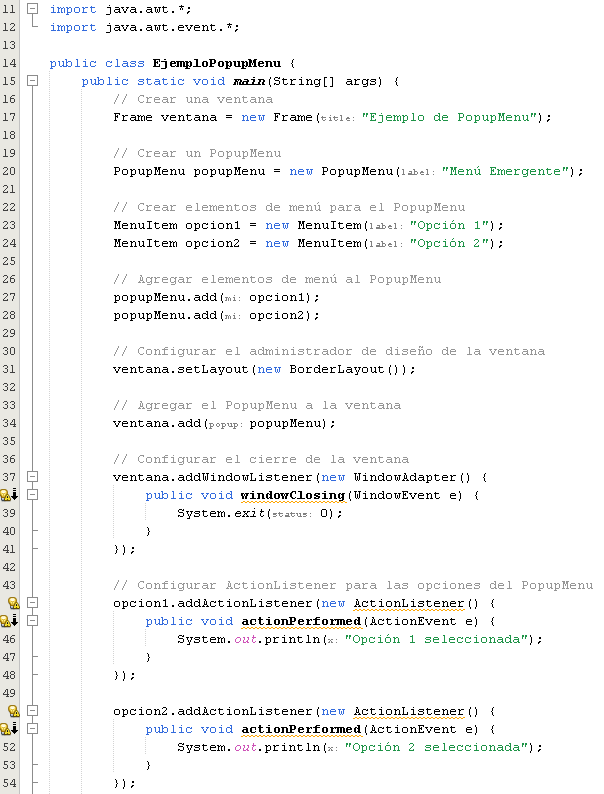 11 import java.awt.*;
12 import java.awt.event.*;
13
14 public class EjemploPopupMenu {
15 public static void main(String[] args) {
16 // Crear una ventana
17 Frame ventana = new Frame(title: "Ejemplo de PopupMenu");
18
19 // Crear un PopupMenu
20 PopupMenu popupMenu = new PopupMenu(label: "Menú Emergente");
21
22 // Crear elementos de menú para el PopupMenu
23 MenuItem opcion1 = new MenuItem(label: "Opción 1");
24 MenuItem opcion2 = new MenuItem(label: "Opción 2");
25
26 // Agregar elementos de menú al PopupMenu
27 popupMenu.add(mi: opcion1);
28 popupMenu.add(mi: opcion2);
29
30 // Configurar el administrador de diseño de la ventana
31 ventana.setLayout(new BorderLayout());
32
33 // Agregar el PopupMenu a la ventana
34 ventana.add(popup: popupMenu);
35
36 // Configurar el cierre de la ventana
37 ventana.addWindowListener(new WindowAdapter() {
public void windowClosing(WindowEvent e) {
39 System.exit(status: 0);
40 }
41 });
42
43 // Configurar ActionListener para las opciones del PopupMenu
opcion1.addActionListener(new ActionListener() {
public void actionPerformed(ActionEvent e) {
46 System.out.println(x: "Opción 1 seleccionada");
47 }
48 });
49
opcion2.addActionListener(new ActionListener() {
public void actionPerformed(ActionEvent e) {
52 System.out.println(x: "Opción 2 seleccionada");
53 }
54 });